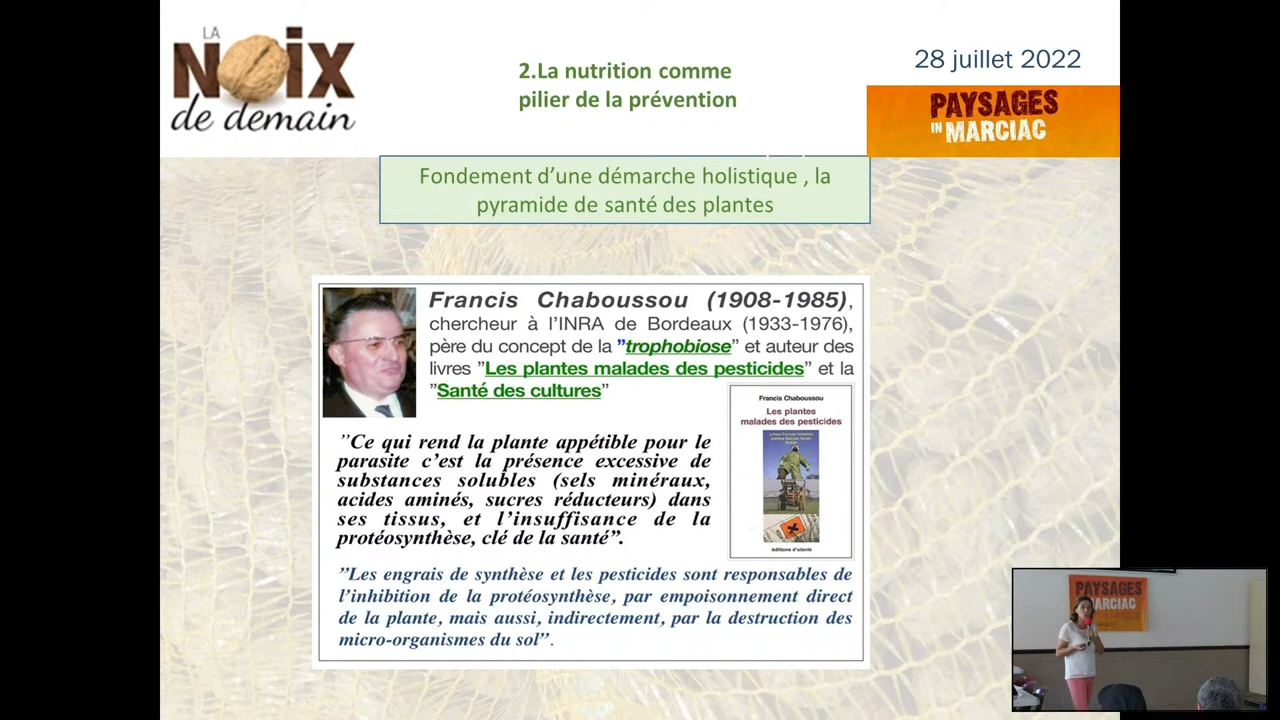 LA
NOIX
de demain
2.La nutrition comme
pilier de la prévention
28 juillet 2022
PAYSAGES
IN MARCIAC
Fondement d’une démarche holistique , la
pyramide de santé des plantes
Francis Chaboussou (1908-1985),
chercheur à l’INRA de Bordeaux (1933-1976),
père du concept de la ”trophobiose” et auteur des
livres ”Les plantes malades des pesticides” et la
”Santé des cultures”
Francis Chaboussou
Les plantes
malades des pesticides
éditions d'utovie
”Ce qui rend la plante appétible pour le
parasite c’est la présence excessive de
substances solubles (sels minéraux,
acides aminés, sucres réducteurs) dans
ses tissus, et l’insuffisance de la
protéosynthèse, clé de la santé”.
”Les engrais de synthèse et les pesticides sont responsables de
l’inhibition de la protéosynthèse, par empoisonnement direct
de la plante, mais aussi, indirectement, par la destruction des
micro-organismes du sol”.
PAYSAGES
MARCIAC